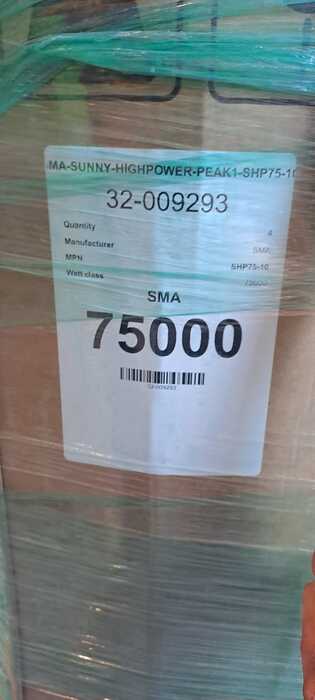 MA-SUNNY-HIGHPOWER-PEAK1-SHP75-10
32-009293
Quantity 4
Manufacturer SMA
MPN SHP75-10
Watt class 75000
SMA
75000
32-009293